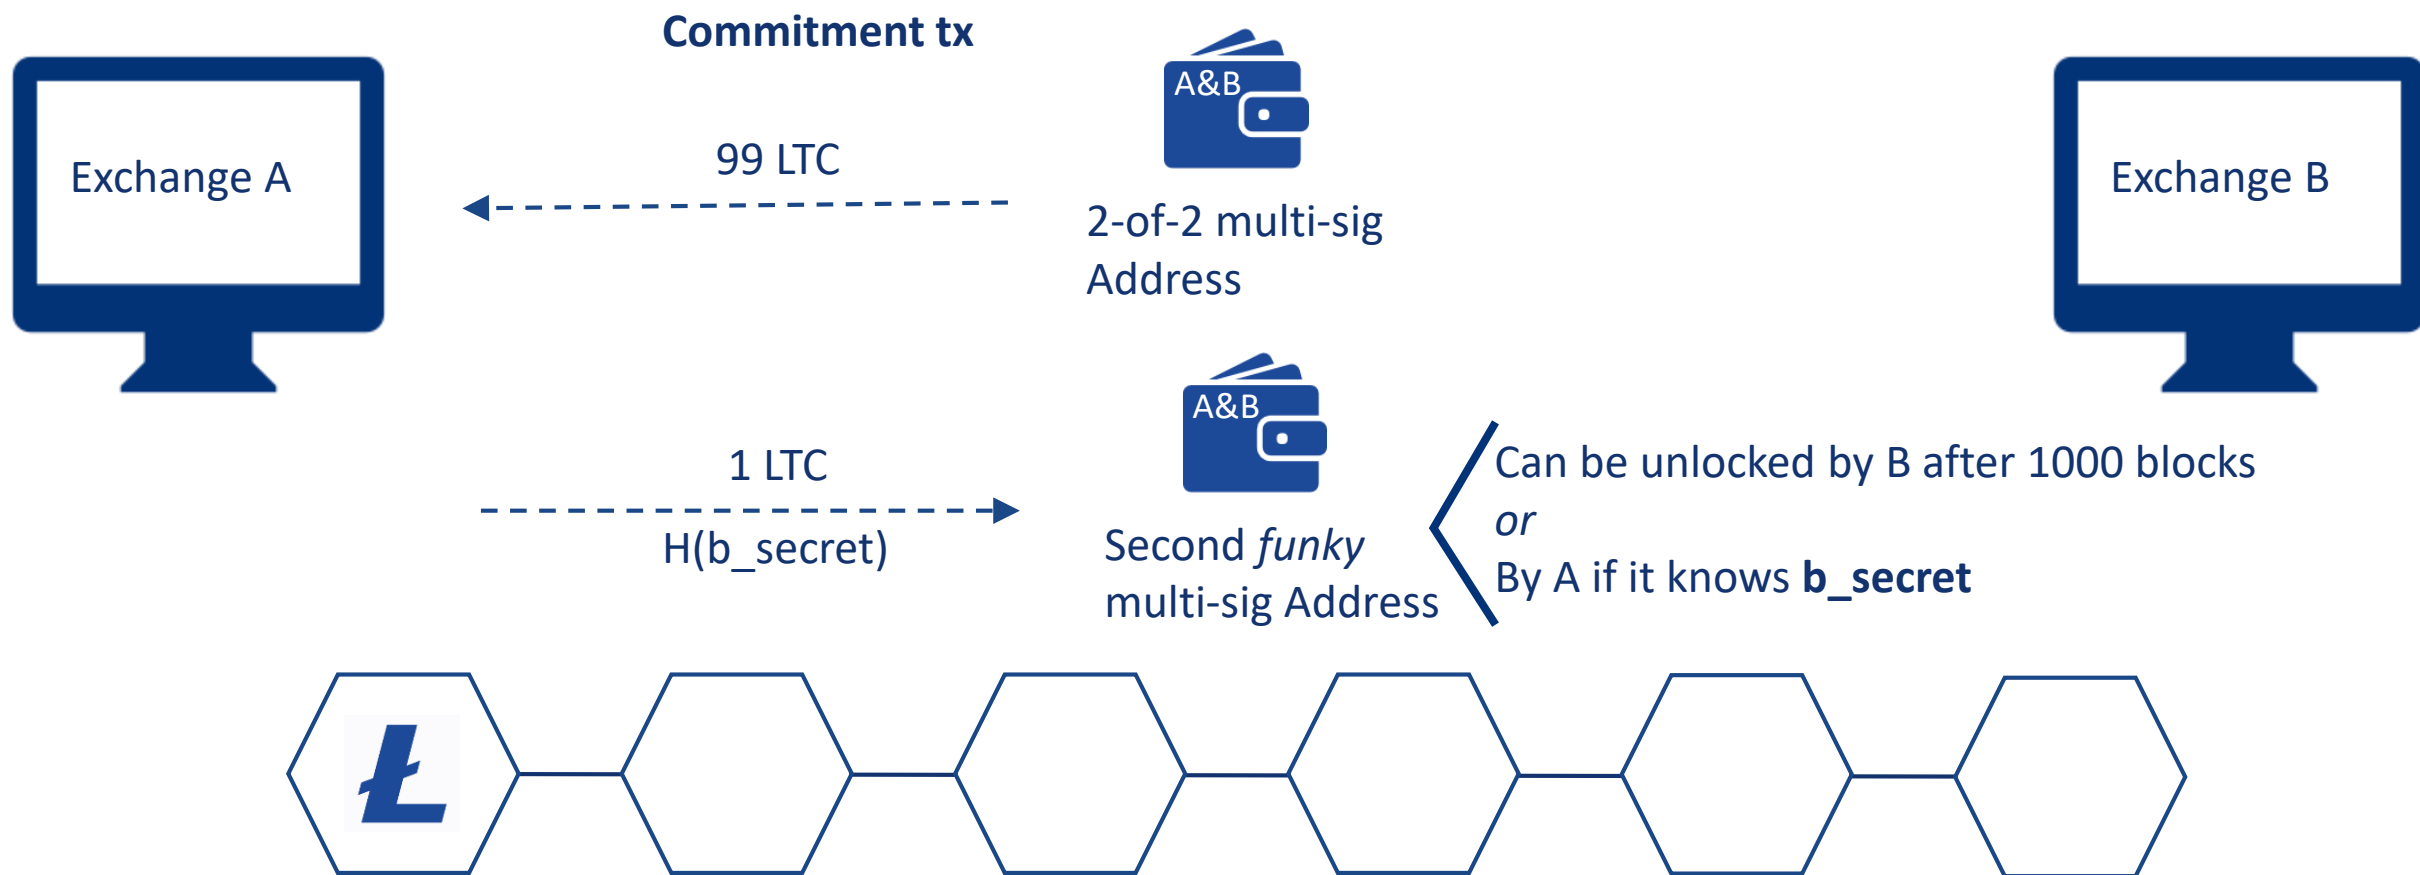 Commitment tx
A&B
Exchange A
99 LTC
Exchange B
2-of-2 multi-sig
Address
A&B
1 LTC
H(b_secret)
Second funky
multi-sig Address
Can be unlocked by B after 1000 blocks
or
By A if it knows b_secret